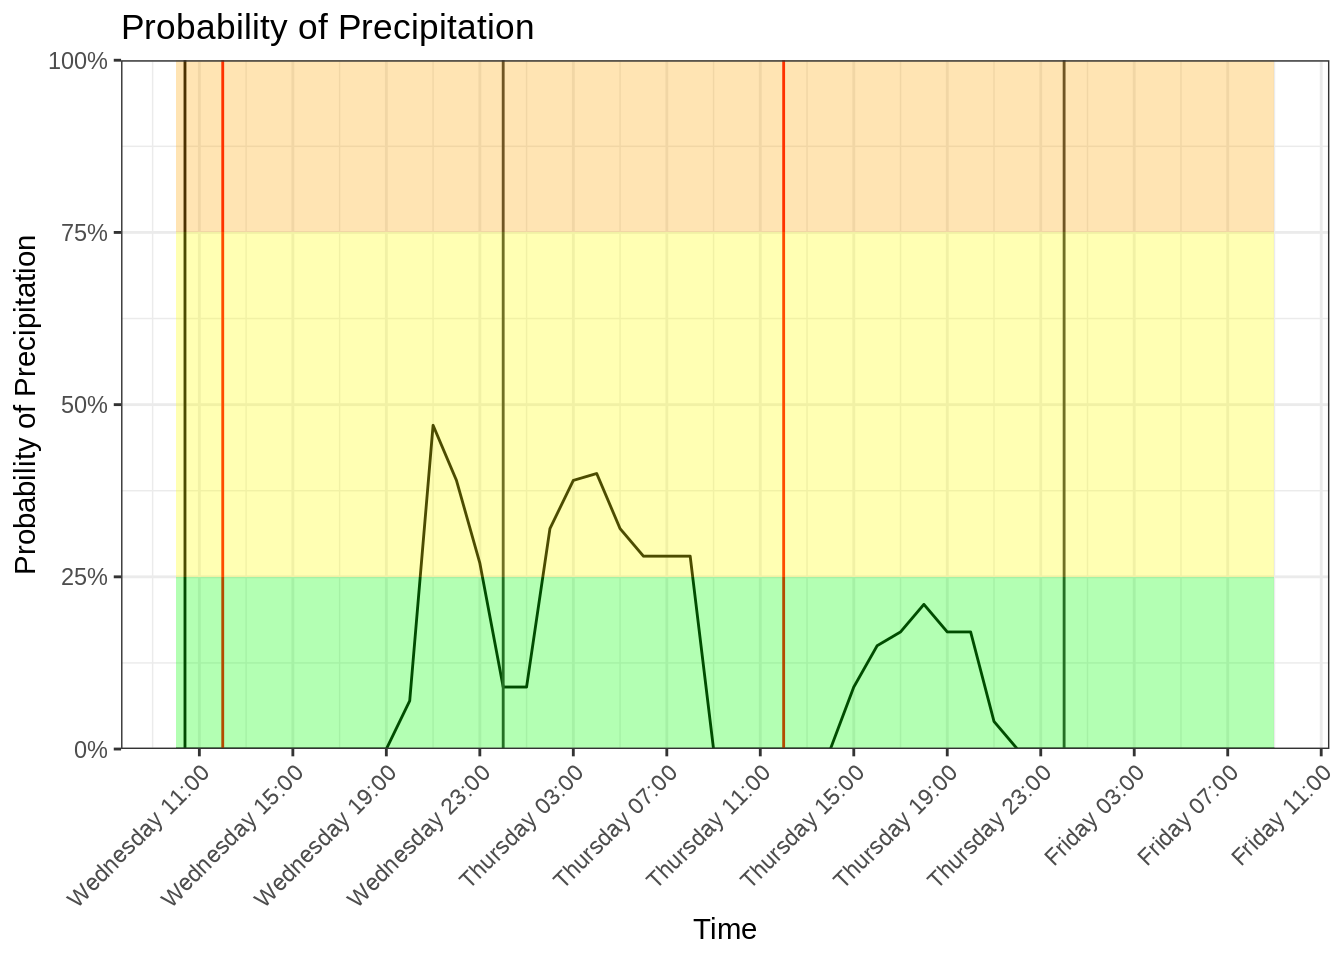 Probability of Precipitation
Probability of Precipitation
100%
75%
50%
25%
0%
Wednesday 11:00
Wednesday 15:00
Wednesday 19:00
Wednesday 23:00
Thursday 03:00
Thursday 07:00
Thursday 11:00
Thursday 15:00
Thursday 19:00
Thursday 23:00
Friday 03:00
Friday 07:00
Friday 11:00
Time